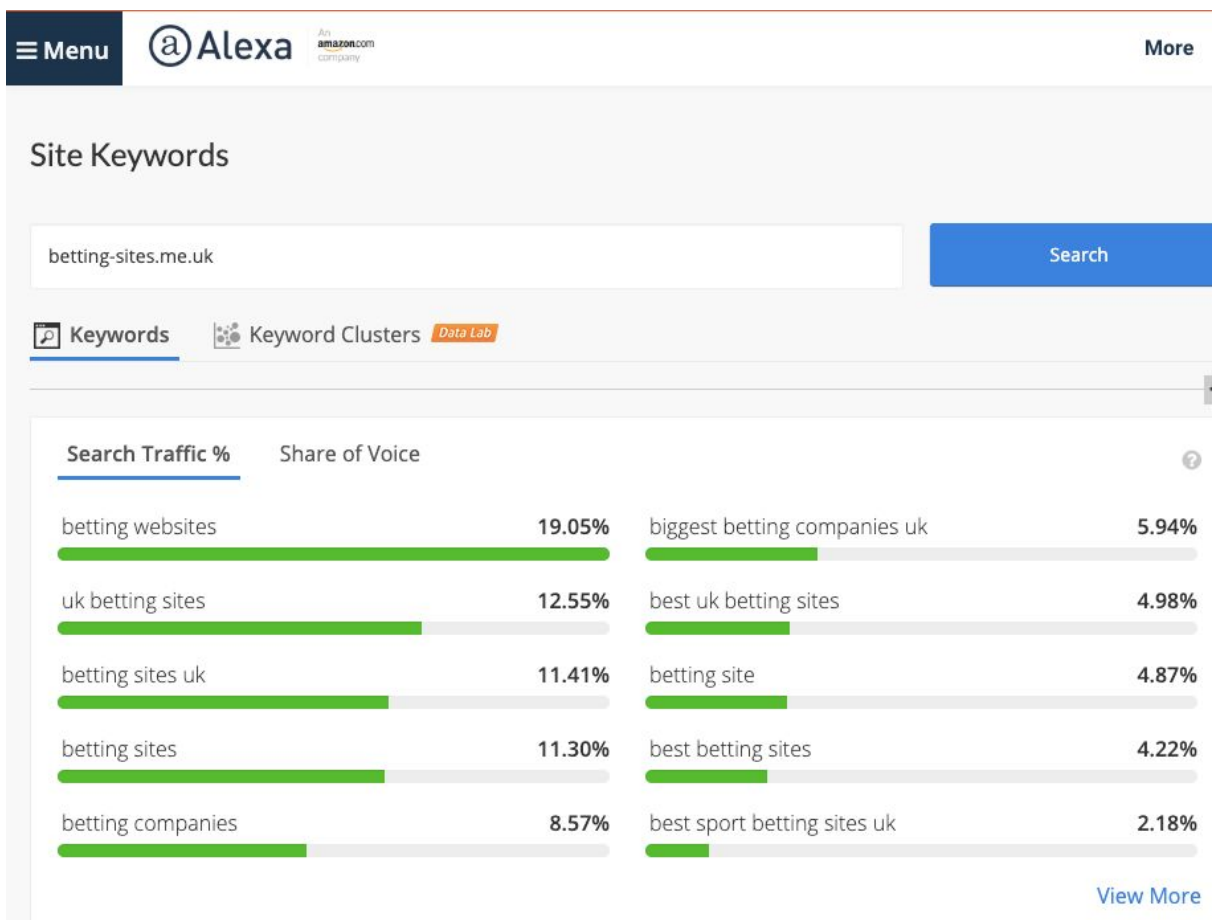 Menu
@Alexa
An
amazon.com
company
More
Site Keywords
betting-sites.me.uk
Search
Keywords
Keyword Clusters
Data Lab
Search Traffic %
Share of Voice
?
betting websites 19.05%
uk betting sites 12.55%
betting sites uk 11.41%
betting sites 11.30%
betting companies 8.57%
biggest betting companies uk 5.94%
best uk betting sites 4.98%
betting site 4.87%
best betting sites 4.22%
best sport betting sites uk 2.18%
View More